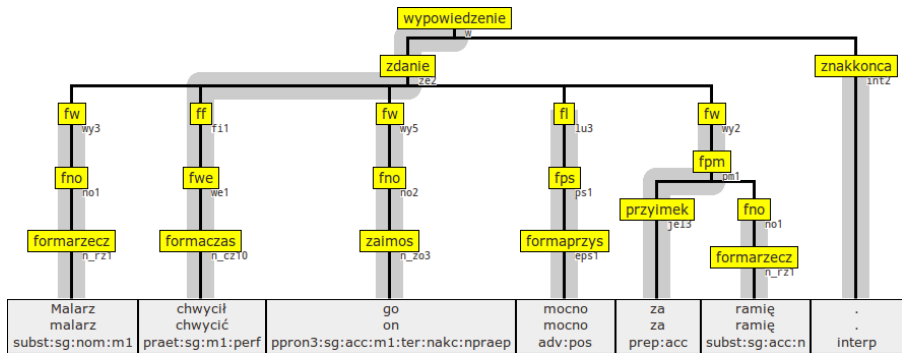 wypowiedzenie
w
zdanie
ze2
znakkonca
int2
fw
wy3
ff
fi1
fw
wy5
fl
lu3
fw
wy2
fpm
pm1
fno
no1
fwe
we1
fno
no2
fps
ps1
przyimek
jel3
fno
no1
formarzecz
n_rz1
formaczas
n_cz10
zaimos
n_zo3
formaprzys
eps1
formarzecz
n_rz1
Malarz chwycił go mocno za ramię .
malarz chwycić on mocno za ramię .
subst:sg:nom:m1 praet:sg:m1:perf ppron3:sg:acc:m1:ter:nakc:npraep adv:pos prep:acc subst:sg:acc:n interp